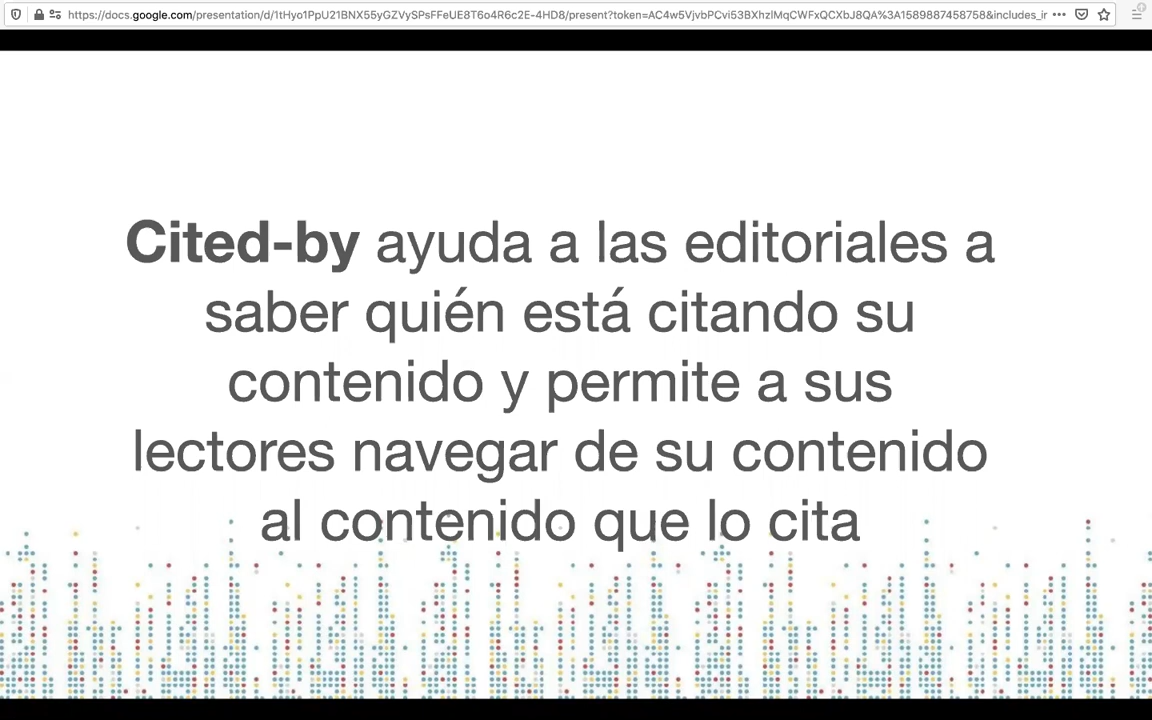 https://docs.google.com/presentation/d/1tHyo1PpU21BNX55yGZVySPsFFeUE8T6o4R6c2E-4HD8/present?token=AC4w5VjvbPCvi53BXhzlMqCWFxQCXbJ8QA%3A1589887458758&includes_ir
Cited-by ayuda a las editoriales a
saber quién está citando su
contenido y permite a sus
lectores navegar de su contenido
al contenido que lo cita